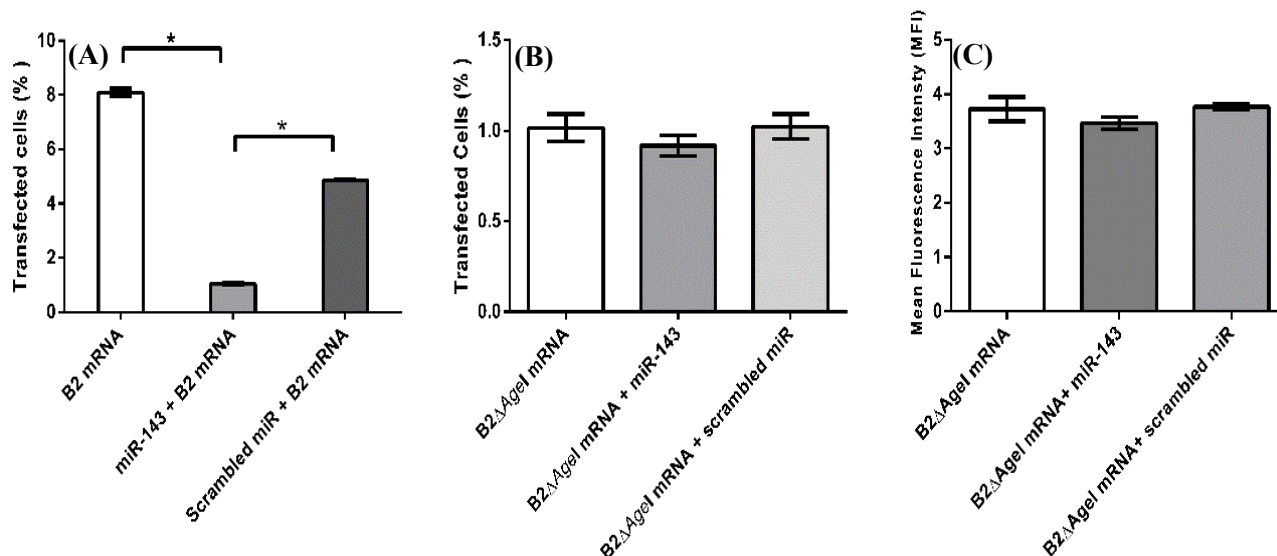 (A)
Transfected cells (%)
10
8
6
4
2
0
*
*
B2 mRNA
miR-143 + B2 mRNA
Scrambled miR + B2 mRNA
(B)
Transfected Cells (%)
1.5
1.0
0.5
0.0
B2ΔAgeI mRNA
B2ΔAgeI mRNA + miR-143
B2ΔAgeI mRNA + scrambled miR
(C)
Mean Fluorescence Intensty (MFI)
5
4
3
2
1
0
B2ΔAgeI mRNA
B2ΔAgeI mRNA+ miR-143
B2ΔAgeI mRNA+ scrambled miR